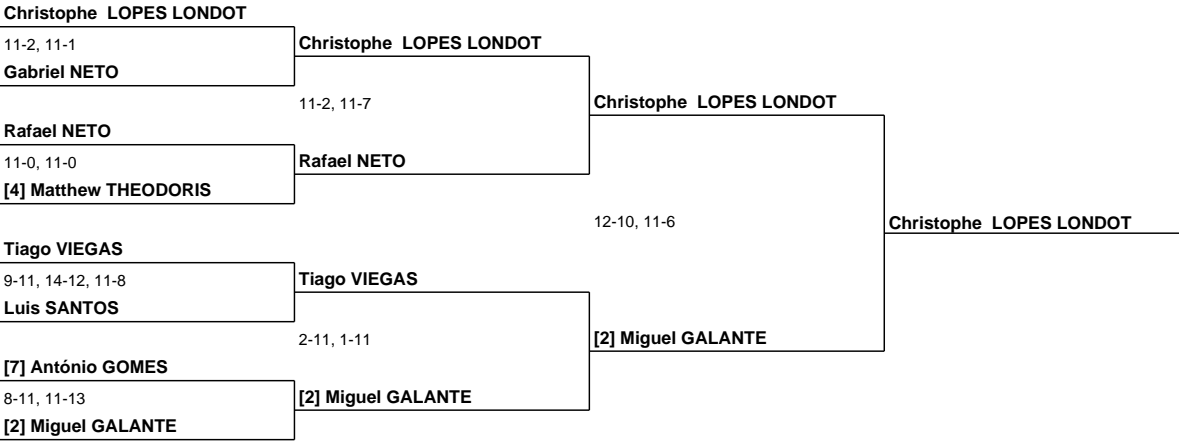 Christophe  LOPES LONDOT
11-2, 11-1
Christophe  LOPES LONDOT
Gabriel NETO
11-2, 11-7
Christophe  LOPES LONDOT
Rafael NETO
11-0, 11-0
Rafael NETO
[4] Matthew THEODORIS
12-10, 11-6
Christophe  LOPES LONDOT
Tiago VIEGAS
9-11, 14-12, 11-8
Tiago VIEGAS
Luis SANTOS
2-11, 1-11
[2] Miguel GALANTE
[7] António GOMES
8-11, 11-13
[2] Miguel GALANTE
[2] Miguel GALANTE